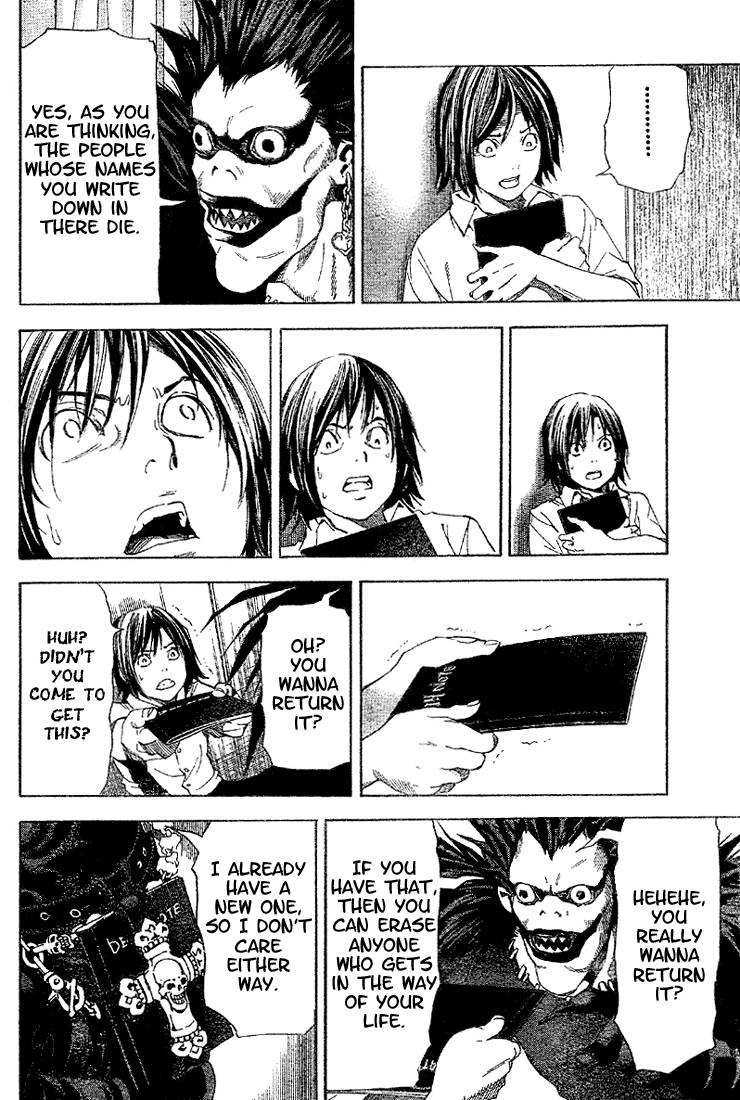 ..........
YES, AS YOU
ARE THINKING,
THE PEOPLE
WHOSE NAMES
YOU WRITE
DOWN IN
THERE DIE.
OH?
YOU
WANNA
RETURN
IT?
HUH?
DIDN'T
YOU
COME TO
GET
THIS?
HEHEHE,
YOU
REALLY
WANNA
RETURN
IT?
IF YOU
HAVE THAT,
THEN YOU
CAN ERASE
ANYONE
WHO GETS
IN THE WAY
OF YOUR
LIFE.
I ALREADY
HAVE A
NEW ONE,
SO I DON'T
CARE
EITHER
WAY.